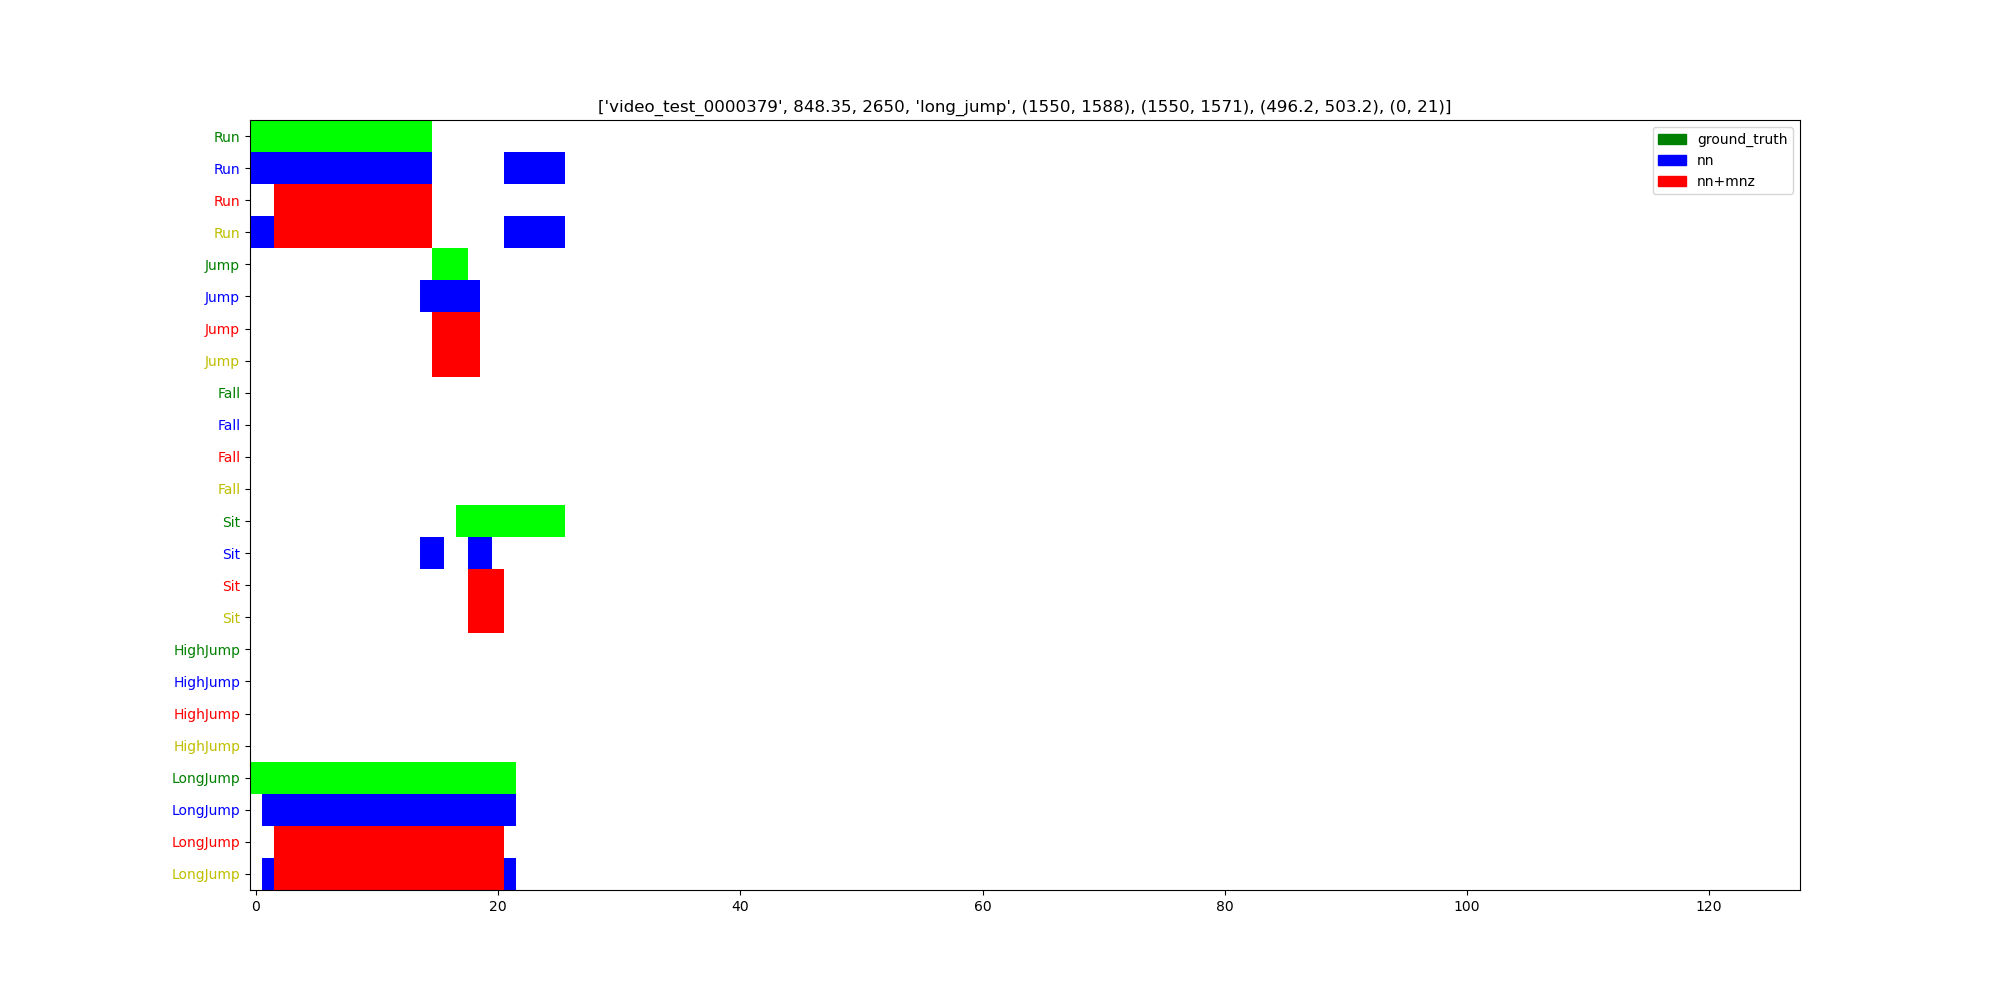 ['video_test_0000379', 848.35, 2650, 'long_jump', (1550, 1588), (1550, 1571), (496.2, 503.2), (0, 21)]
ground_truth
nn
nn+mnz
Run
Run
Run
Run
Jump
Jump
Jump
Jump
Fall
Fall
Fall
Fall
Sit
Sit
Sit
Sit
HighJump
HighJump
HighJump
HighJump
LongJump
LongJump
LongJump
LongJump
0 20 40 60 80 100 120